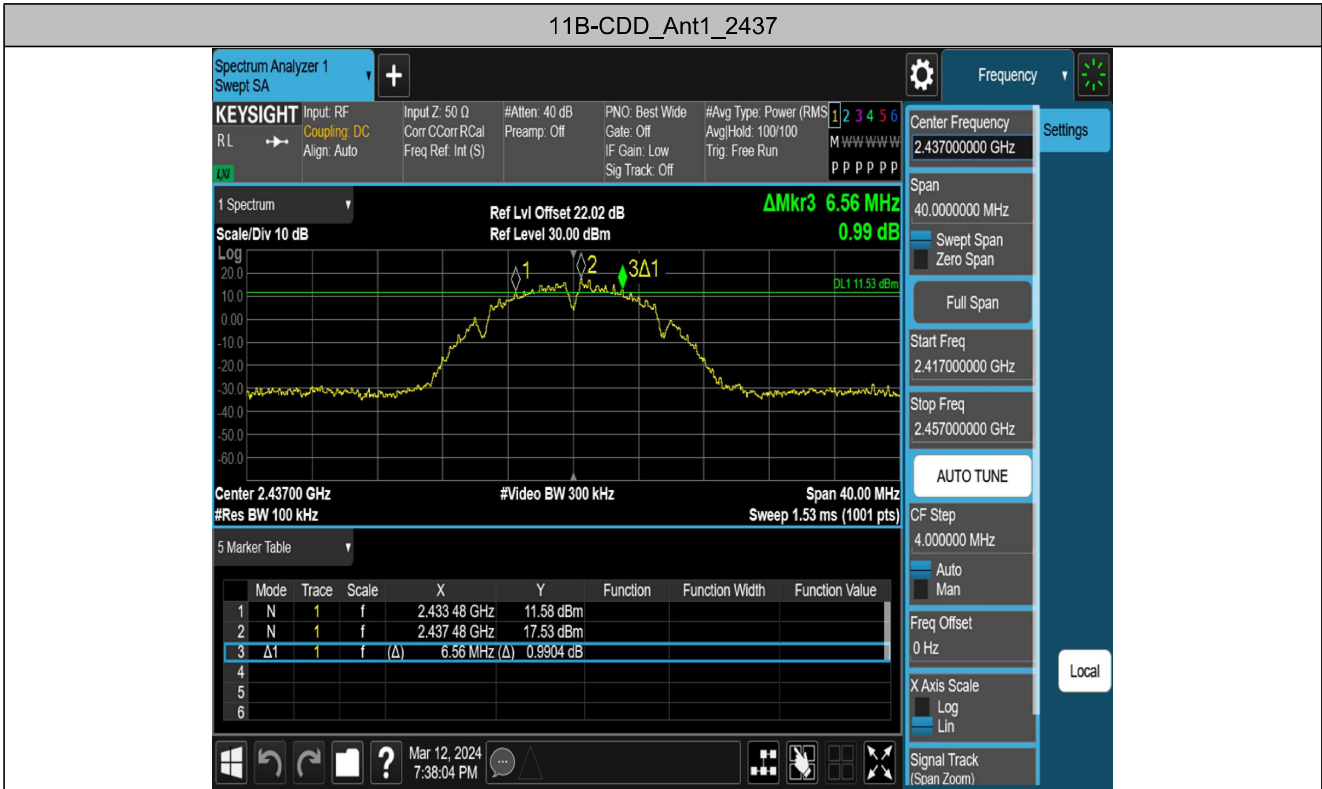 11B-CDD_Ant1_2437
Spectrum Analyzer 1
Swept SA
+
Frequency
KEYSIGHT
RL
LXI
Input: RF
Coupling: DC
Align: Auto
Input Z: 50 Ω
Corr CCorr RCal
Freq Ref: Int (S)
#Atten: 40 dB
Preamp: Off
PNO: Best Wide
Gate: Off
IF Gain: Low
Sig Track: Off
#Avg Type: Power (RMS
Avg|Hold: 100/100
Trig: Free Run
1 2 3 4 5 6
M W W W W W
P P P P P P
1 Spectrum
Scale/Div 10 dB
Ref Lvl Offset 22.02 dB
Ref Level 30.00 dBm
ΔMkr3 6.56 MHz
0.99 dB
Log
20.0
10.0
0.00
-10.0
-20.0
-30.0
-40.0
-50.0
-60.0
1
2
3Δ1
DL1 11.53 dBm
Center 2.43700 GHz
#Res BW 100 kHz
#Video BW 300 kHz
Span 40.00 MHz
Sweep 1.53 ms (1001 pts)
5 Marker Table
Mode Trace Scale X Y Function Function Width Function Value
1 N 1 f 2.433 48 GHz 11.58 dBm
2 N 1 f 2.437 48 GHz 17.53 dBm
3 Δ1 1 f (Δ) 6.56 MHz (Δ) 0.9904 dB
4
5
6
Mar 12, 2024
7:38:04 PM
?
Center Frequency
2.437000000 GHz
Settings
Span
40.0000000 MHz
Swept Span
Zero Span
Full Span
Start Freq
2.417000000 GHz
Stop Freq
2.457000000 GHz
AUTO TUNE
CF Step
4.000000 MHz
Auto
Man
Freq Offset
0 Hz
Local
X Axis Scale
Log
Lin
Signal Track
(Span Zoom)